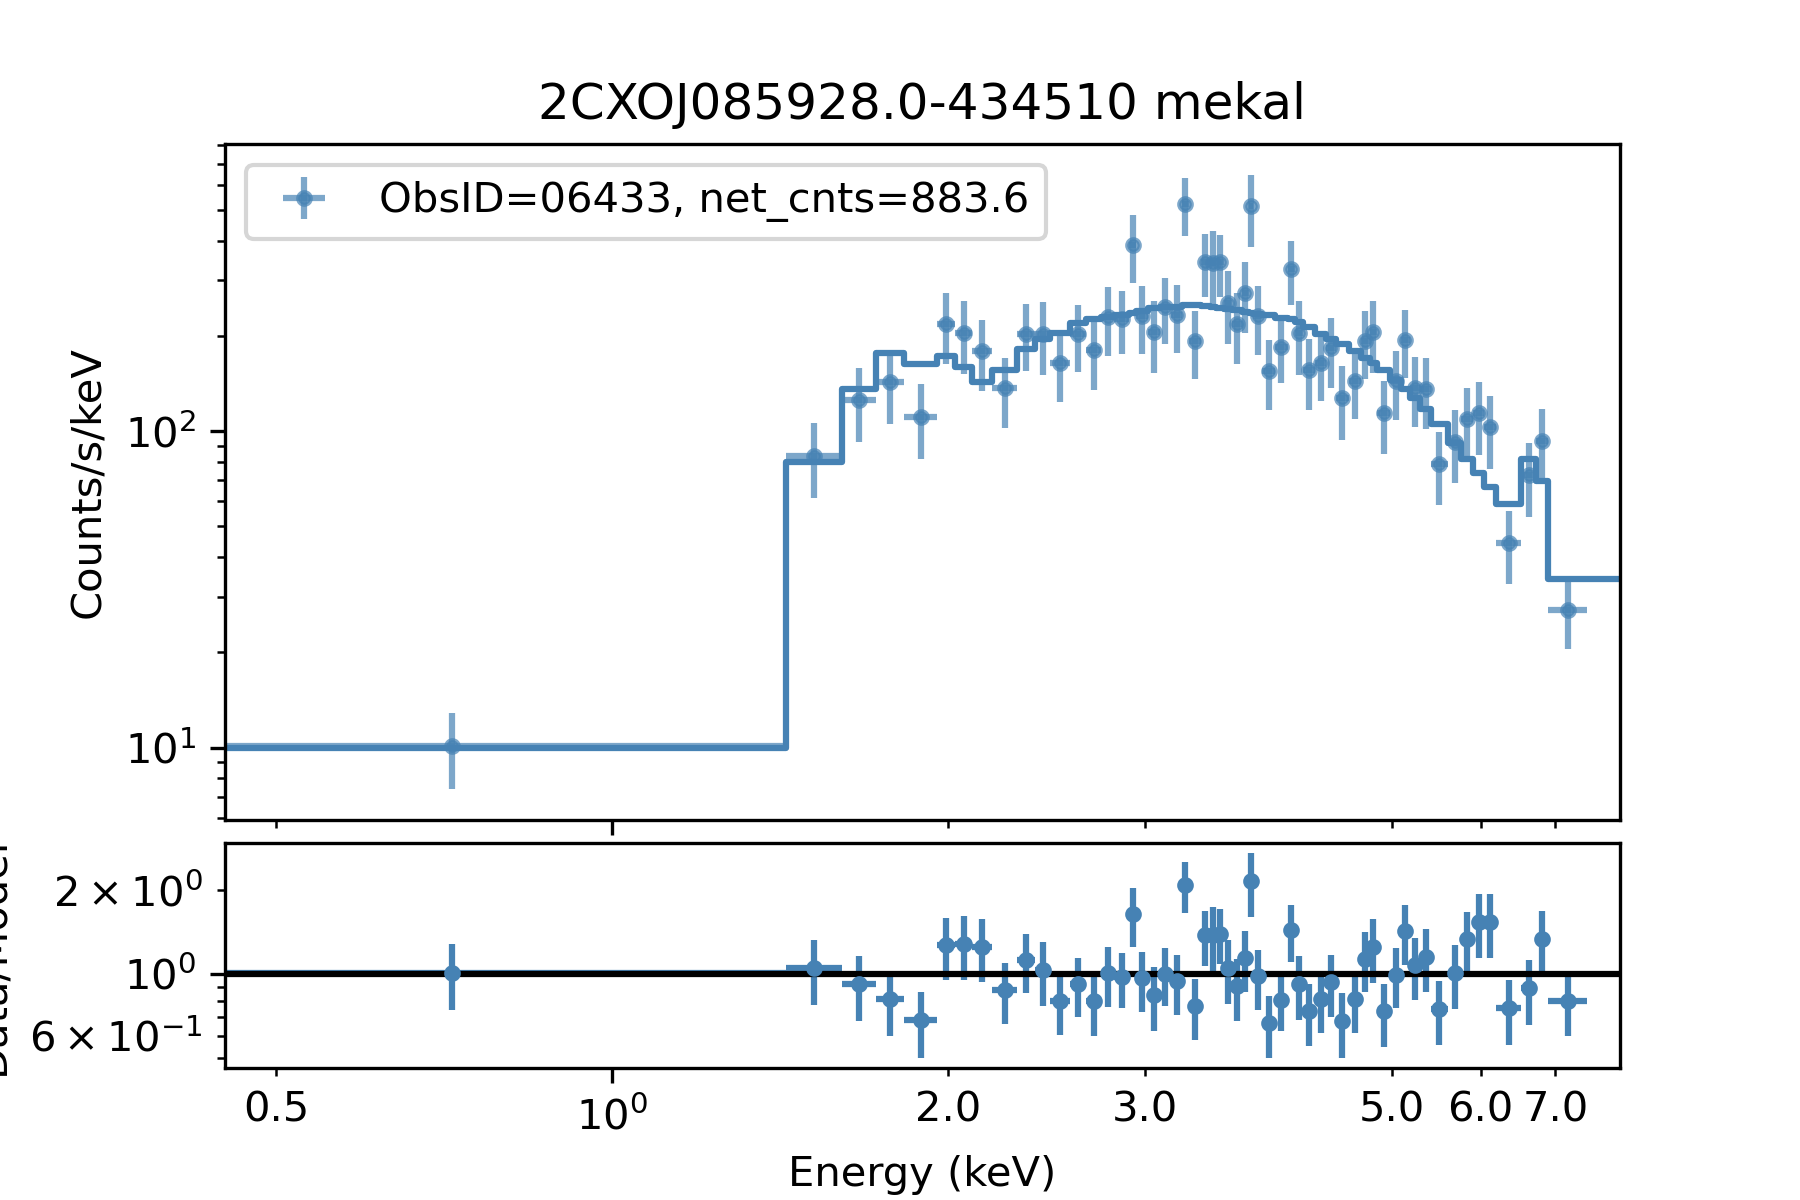 2CXOJ085928.0-434510 mekal
ObsID=06433, net_cnts=883.6
Counts/s/keV
10²
10¹
2 × 10⁰
10⁰
6 × 10⁻¹
0.5 10⁰ 2.0 3.0 5.0 6.0 7.0
Energy (keV)